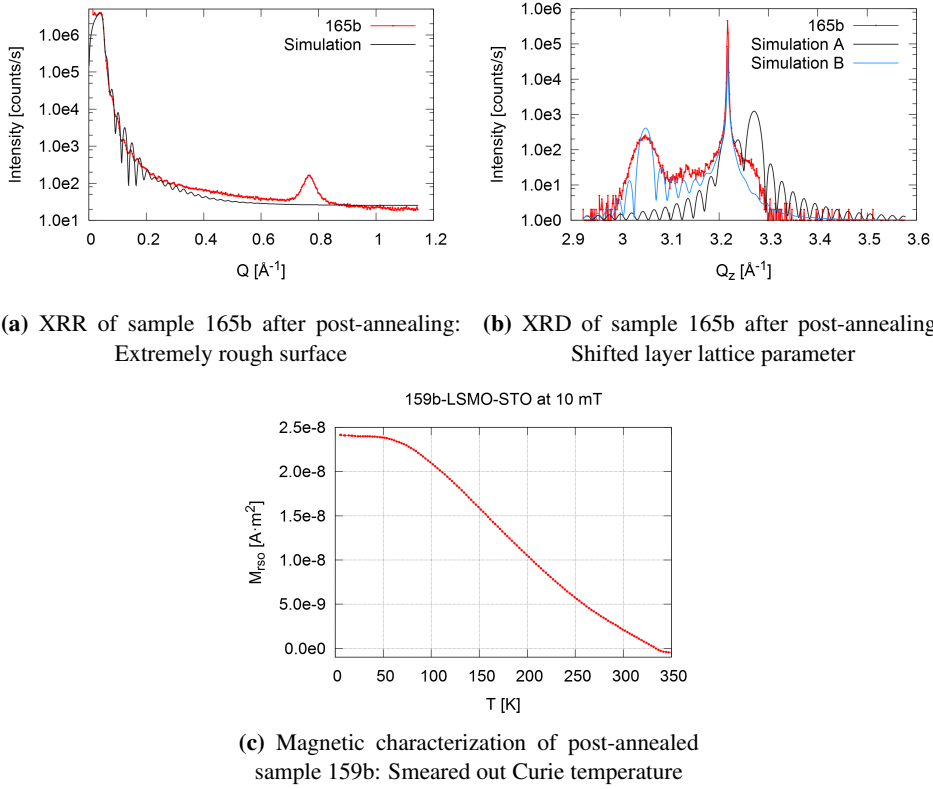 165b
Simulation
1.0e6
1.0e5
1.0e4
1.0e3
1.0e2
1.0e1
Intensity [counts/s]
0 0.2 0.4 0.6 0.8 1 1.2
Q [Å-1]
165b
Simulation A
Simulation B
1.0e6
1.0e5
1.0e4
1.0e3
1.0e2
1.0e1
1.0e0
Intensity [counts/s]
2.9 3 3.1 3.2 3.3 3.4 3.5 3.6
Qz [Å-1]
(a) XRR of sample 165b after post-annealing:
Extremely rough surface
(b) XRD of sample 165b after post-annealing
Shifted layer lattice parameter
159b-LSMO-STO at 10 mT
2.5e-8
2.0e-8
1.5e-8
1.0e-8
5.0e-9
0.0e0
Mrso [A·m2]
0 50 100 150 200 250 300 350
T [K]
(c) Magnetic characterization of post-annealed
sample 159b: Smeared out Curie temperature